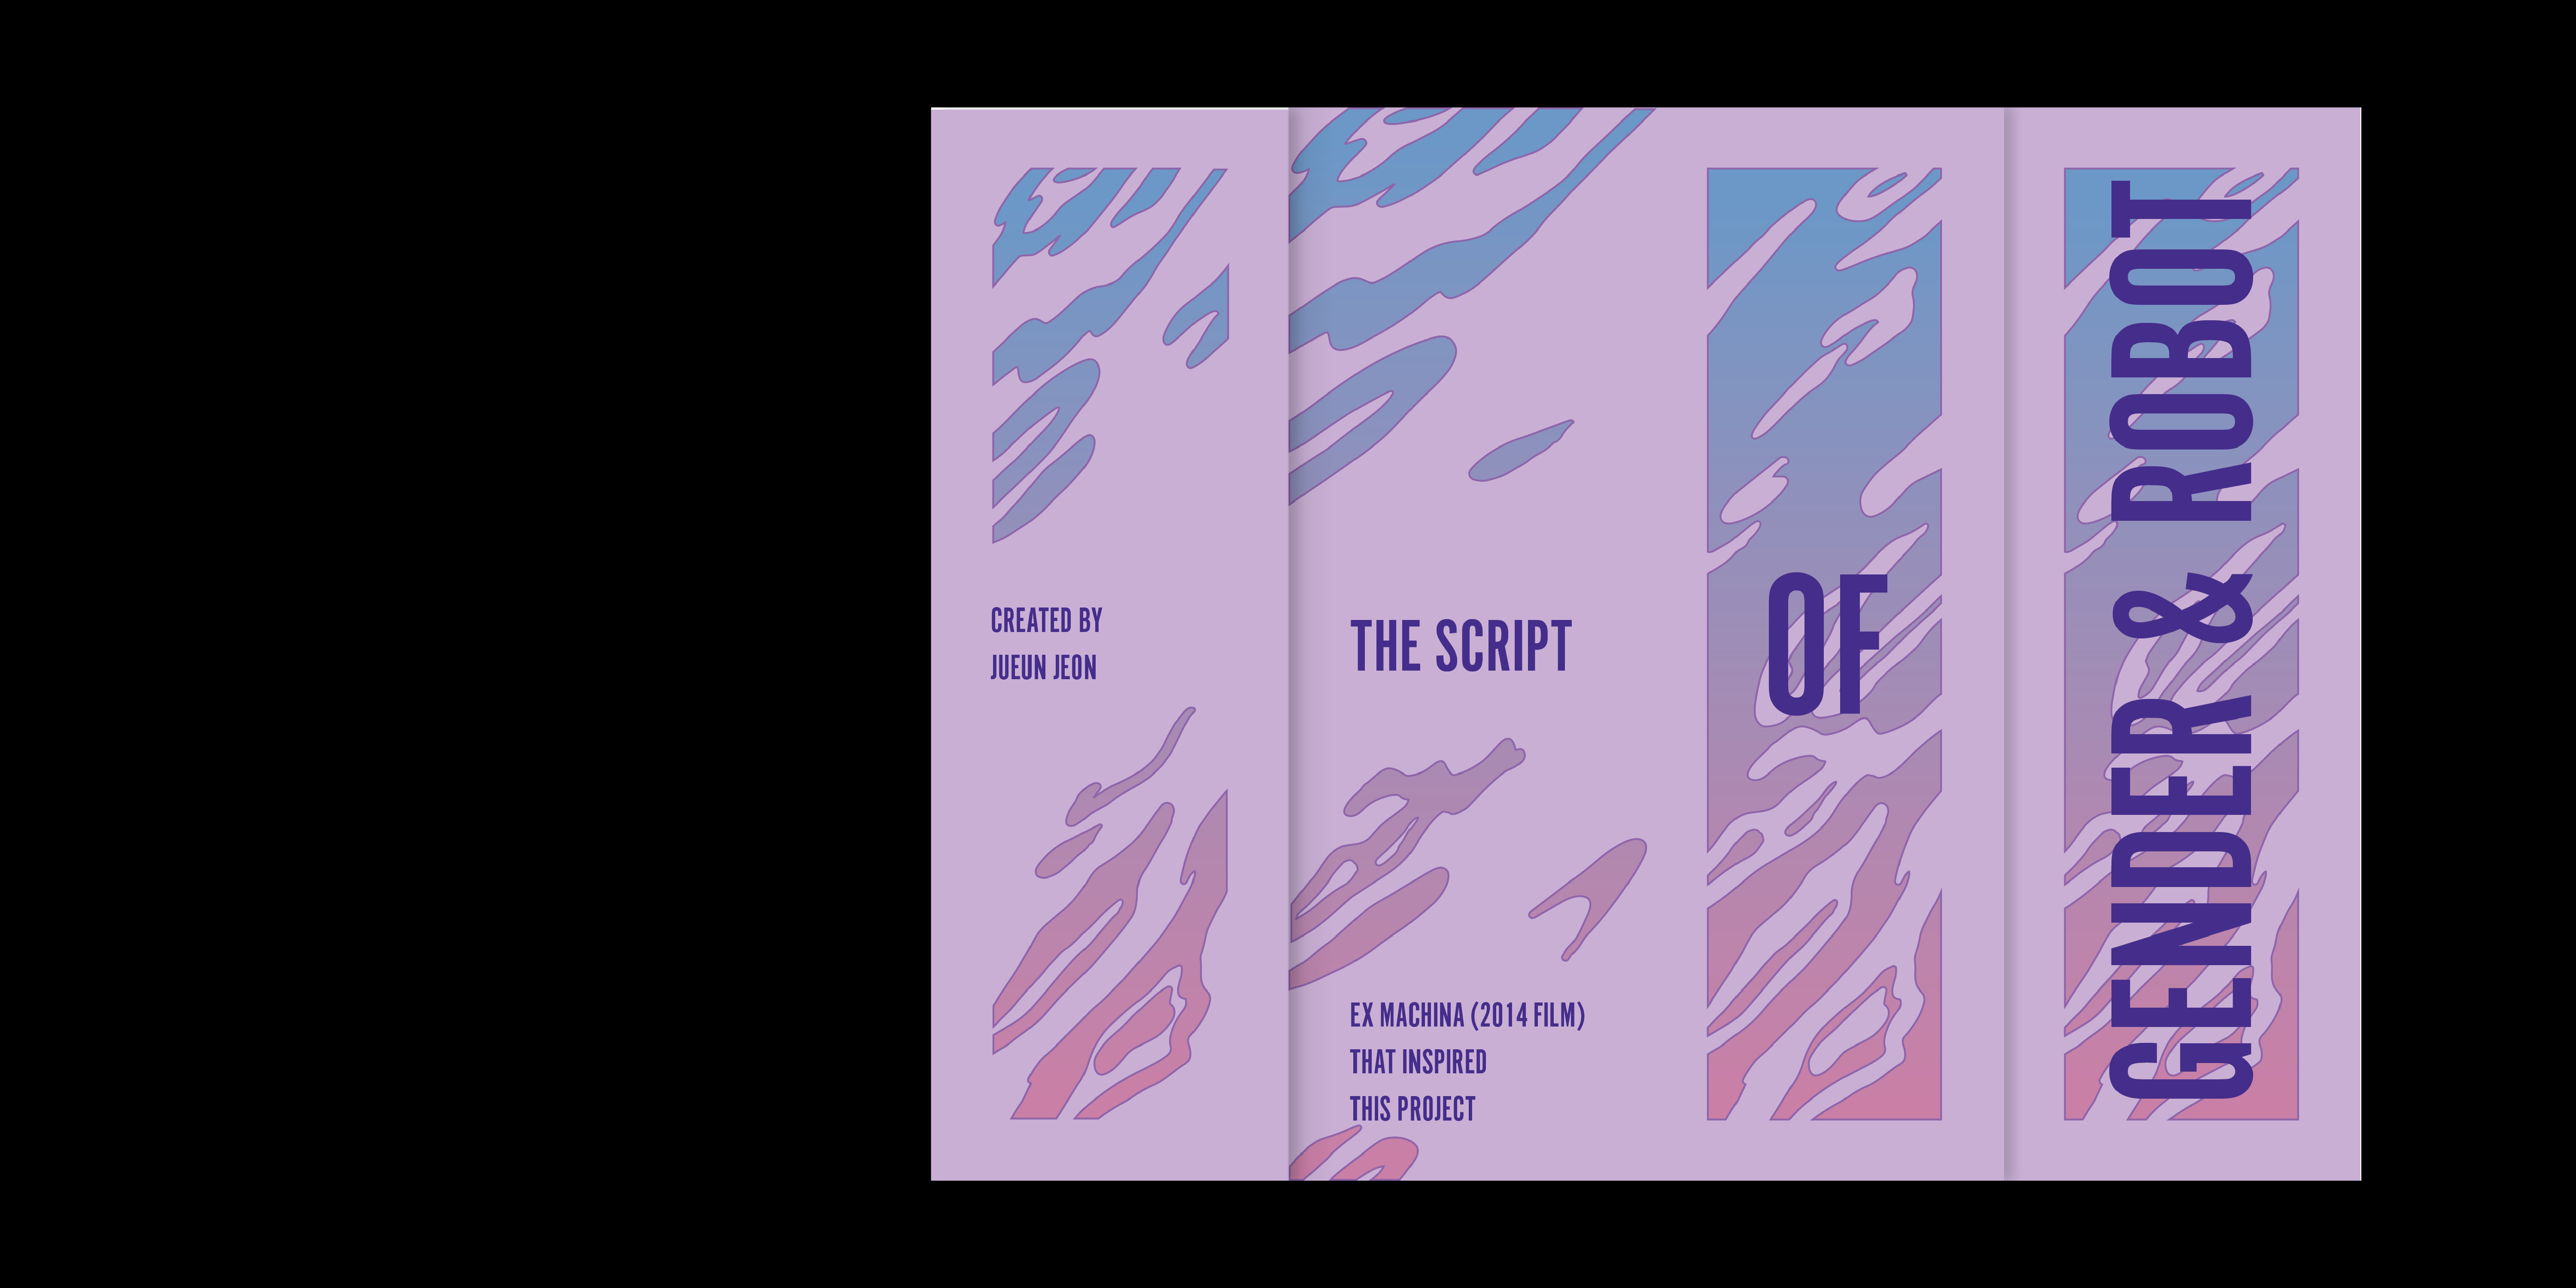 CREATED BY
JUEUN JEON
THE SCRIPT
EX MACHINA (2014 FILM)
THAT INSPIRED
THIS PROJECT
OF
GENDER & ROBOT